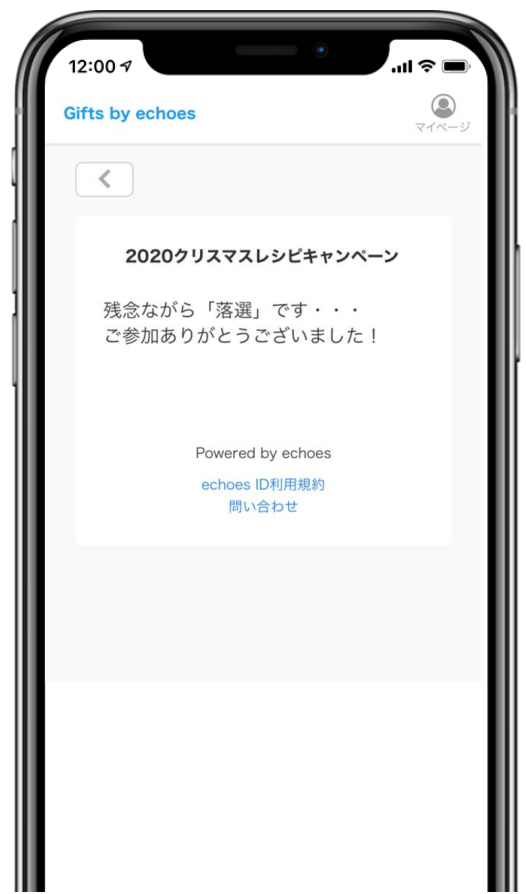 12:00
Gifts by echoes
マイページ
2020クリスマスレシピキャンペーン
残念ながら「落選」です・・・
ご参加ありがとうございました！
Powered by echoes
echoes ID利用規約
問い合わせ